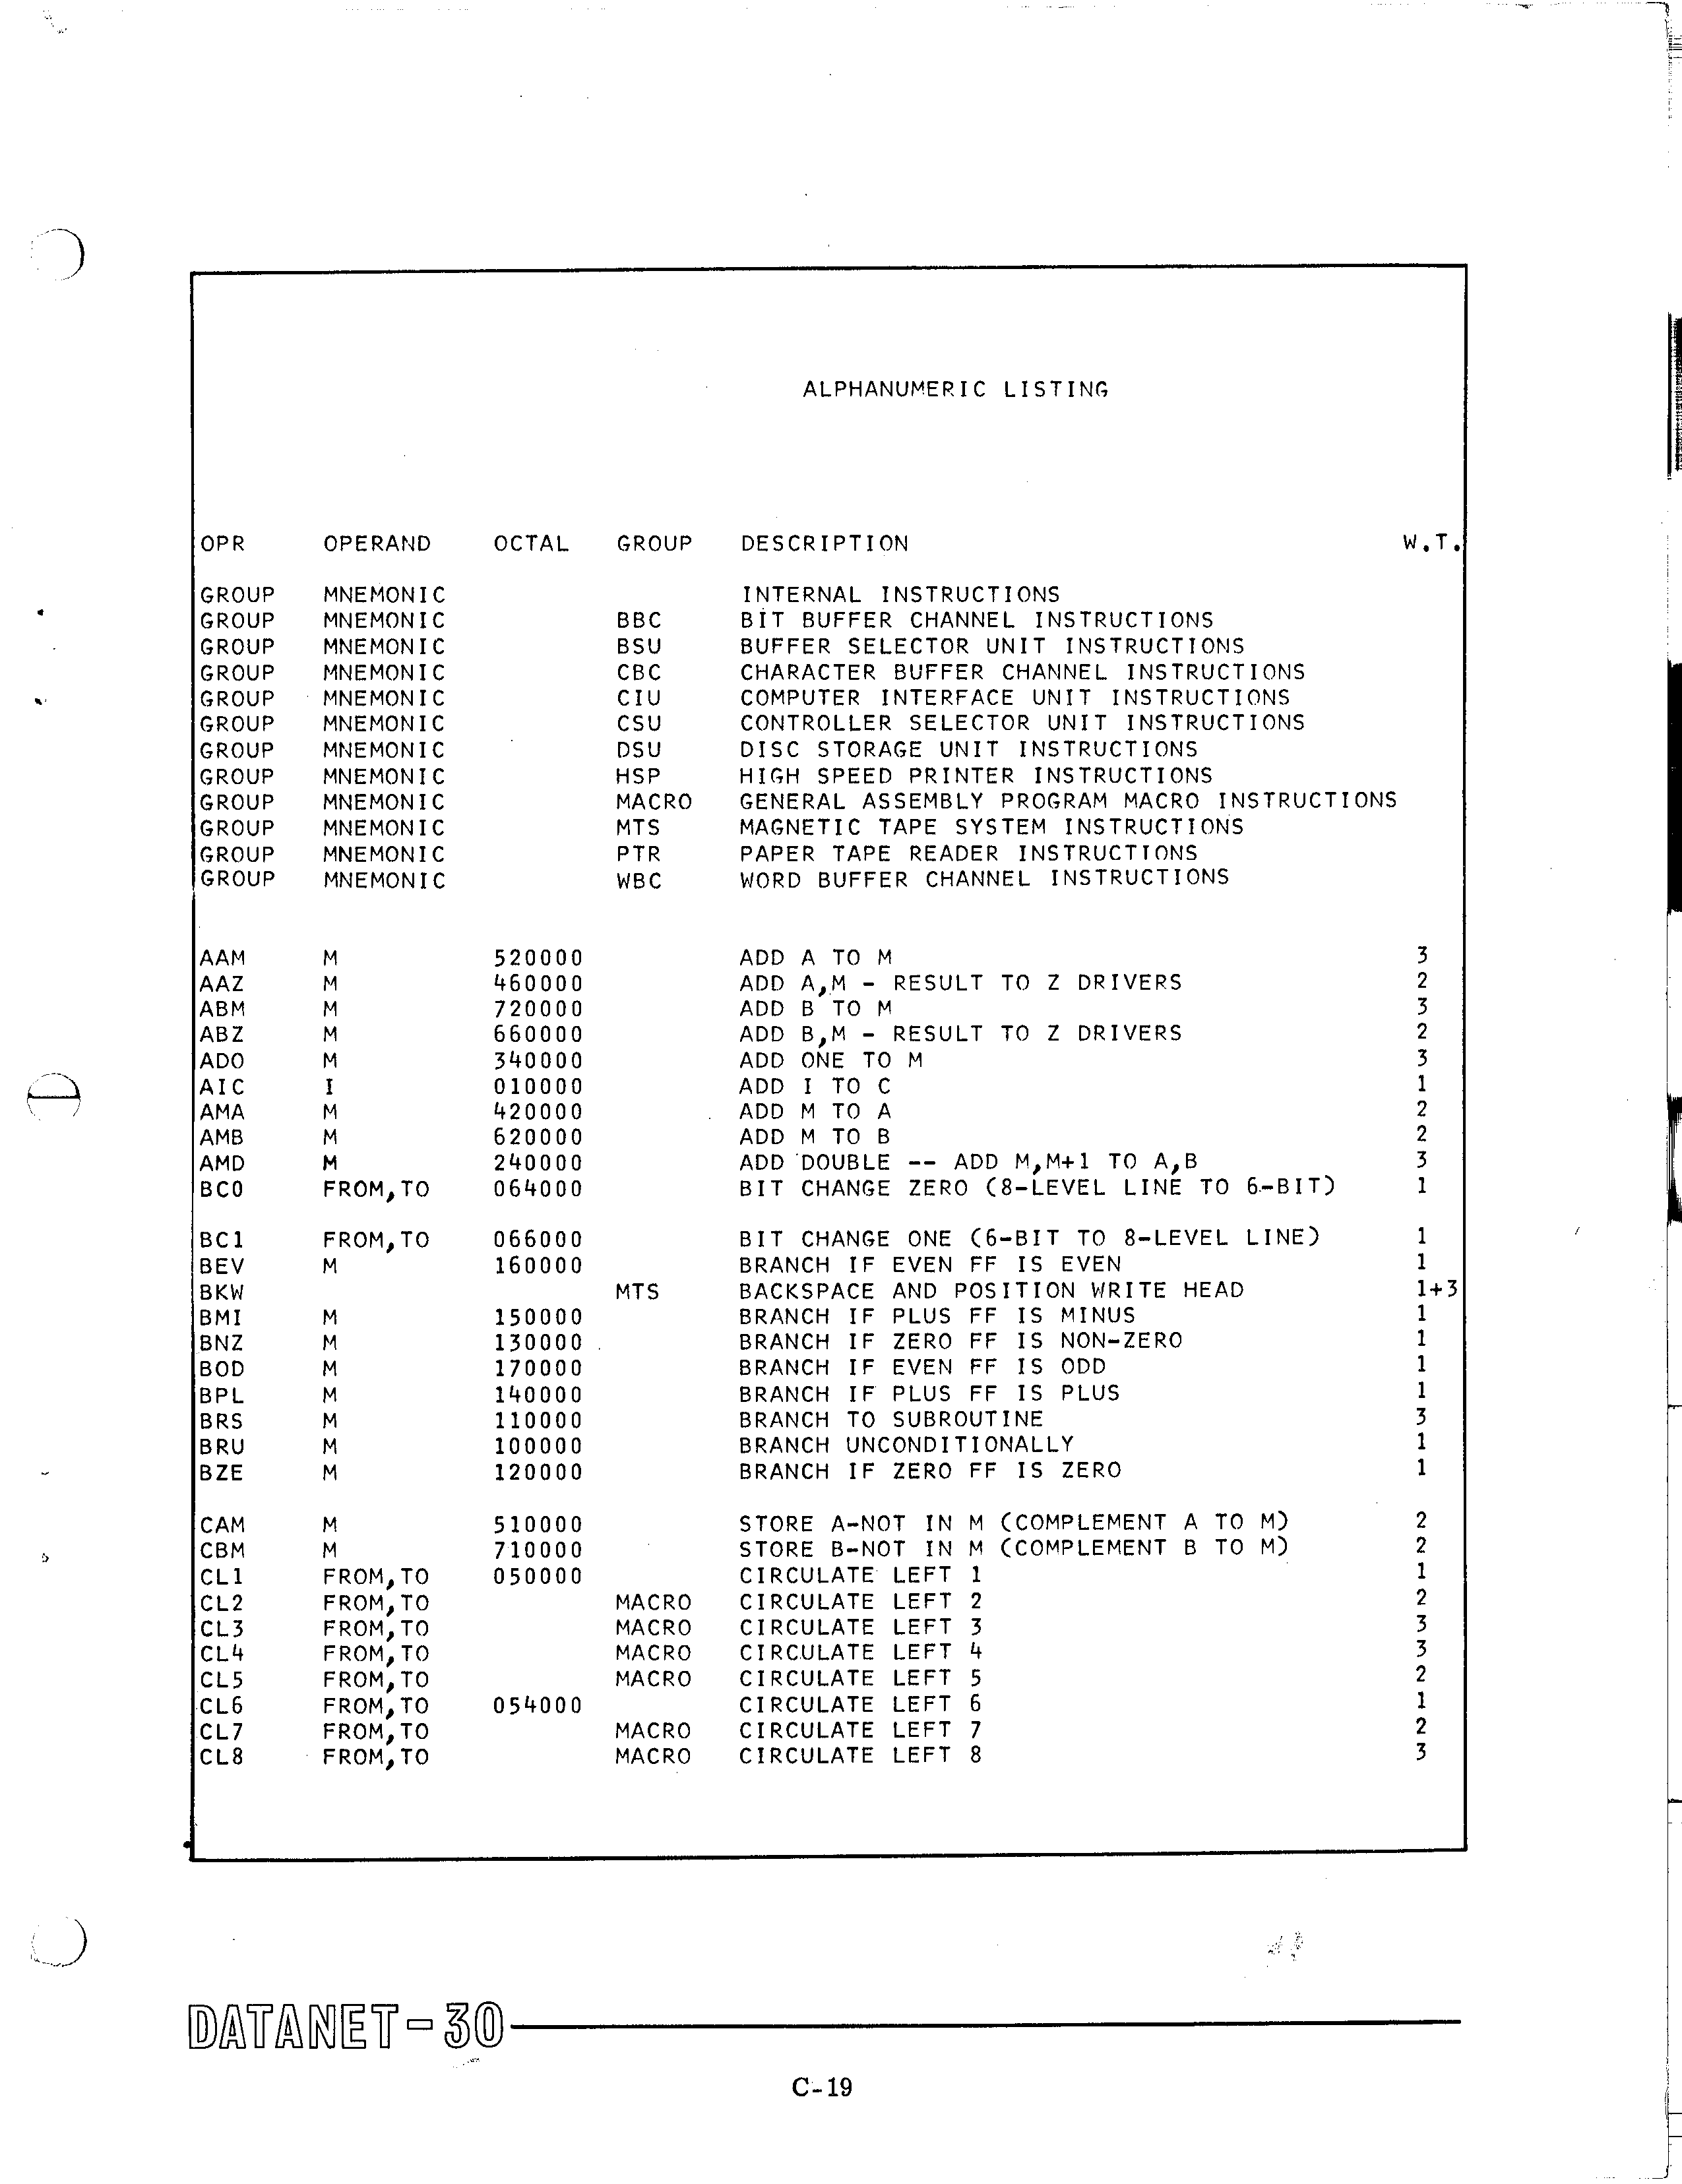 ALPHANUMERIC LISTING
OPR OPERAND OCTAL GROUP DESCRIPTION W.T.
GROUP MNEMONIC INTERNAL INSTRUCTIONS
GROUP MNEMONIC BBC BIT BUFFER CHANNEL INSTRUCTIONS
GROUP MNEMONIC BSU BUFFER SELECTOR UNIT INSTRUCTIONS
GROUP MNEMONIC CBC CHARACTER BUFFER CHANNEL INSTRUCTIONS
GROUP MNEMONIC CIU COMPUTER INTERFACE UNIT INSTRUCTIONS
GROUP MNEMONIC CSU CONTROLLER SELECTOR UNIT INSTRUCTIONS
GROUP MNEMONIC DSU DISC STORAGE UNIT INSTRUCTIONS
GROUP MNEMONIC HSP HIGH SPEED PRINTER INSTRUCTIONS
GROUP MNEMONIC MACRO GENERAL ASSEMBLY PROGRAM MACRO INSTRUCTIONS
GROUP MNEMONIC MTS MAGNETIC TAPE SYSTEM INSTRUCTIONS
GROUP MNEMONIC PTR PAPER TAPE READER INSTRUCTIONS
GROUP MNEMONIC WBC WORD BUFFER CHANNEL INSTRUCTIONS
AAM M 520000 ADD A TO M 3
AAZ M 460000 ADD A,M - RESULT TO Z DRIVERS 2
ABM M 720000 ADD B TO M 3
ABZ M 660000 ADD B,M - RESULT TO Z DRIVERS 2
ADO M 340000 ADD ONE TO M 3
AIC I 010000 ADD I TO C 1
AMA M 420000 ADD M TO A 2
AMB M 620000 ADD M TO B 2
AMD M 240000 ADD DOUBLE -- ADD M,M+1 TO A,B 3
BC0 FROM,TO 064000 BIT CHANGE ZERO (8-LEVEL LINE TO 6-BIT) 1
BC1 FROM,TO 066000 BIT CHANGE ONE (6-BIT TO 8-LEVEL LINE) 1
BEV M 160000 BRANCH IF EVEN FF IS EVEN 1
BKW MTS BACKSPACE AND POSITION WRITE HEAD 1+3
BMI M 150000 BRANCH IF PLUS FF IS MINUS 1
BNZ M 130000 BRANCH IF ZERO FF IS NON-ZERO 1
BOD M 170000 BRANCH IF EVEN FF IS ODD 1
BPL M 140000 BRANCH IF PLUS FF IS PLUS 1
BRS M 110000 BRANCH TO SUBROUTINE 3
BRU M 100000 BRANCH UNCONDITIONALLY 1
BZE M 120000 BRANCH IF ZERO FF IS ZERO 1
CAM M 510000 STORE A-NOT IN M (COMPLEMENT A TO M) 2
CBM M 710000 STORE B-NOT IN M (COMPLEMENT B TO M) 2
CL1 FROM,TO 050000 CIRCULATE LEFT 1 1
CL2 FROM,TO MACRO CIRCULATE LEFT 2 2
CL3 FROM,TO MACRO CIRCULATE LEFT 3 3
CL4 FROM,TO MACRO CIRCULATE LEFT 4 3
CL5 FROM,TO MACRO CIRCULATE LEFT 5 2
CL6 FROM,TO 054000 CIRCULATE LEFT 6 1
CL7 FROM,TO MACRO CIRCULATE LEFT 7 2
CL8 FROM,TO MACRO CIRCULATE LEFT 8 3
DATANET-30
C-19